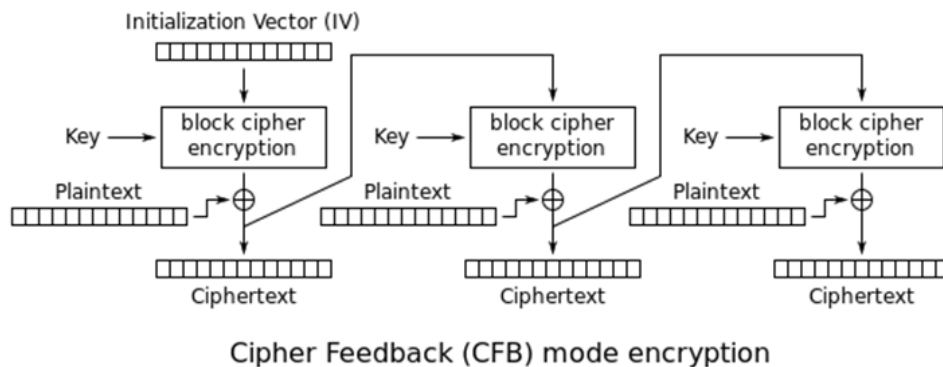 Initialization Vector (IV)
Key
block cipher
encryption
Key
block cipher
encryption
Key
block cipher
encryption
Plaintext
Plaintext
Plaintext
Ciphertext
Ciphertext
Ciphertext
Cipher Feedback (CFB) mode encryption